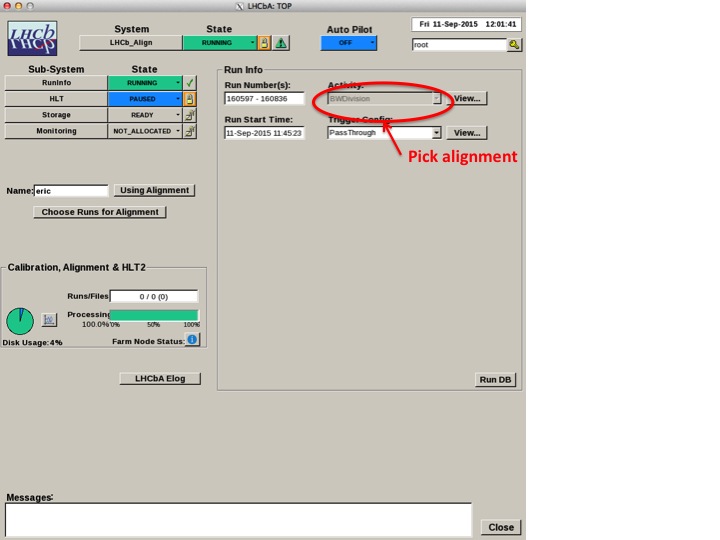 LHCbA: TOP
LHCb
LHCb
System
State
Auto Pilot
Fri 11-Sep-2015 12:01:41
LHCb_Align
RUNNING
OFF
root
Sub-System
State
RunInfo
RUNNING
HLT
PAUSED
Storage
READY
Monitoring
NOT_ALLOCATED
Run Info
Run Number(s):
Activity:
160597 - 160836
BWDivision
View...
Run Start Time:
Trigger Config:
11-Sep-2015 11:45:23
PassThrough
View...
Pick alignment
Name:
eric
Using Alignment
Choose Runs for Alignment
Calibration, Alignment & HLT2
Runs/Files
0 / 0 (0)
Processing
100.0%
0%
50%
100%
Disk Usage:
4%
Farm Node Status:
LHCbA Elog
Run DB
Messages:
Close